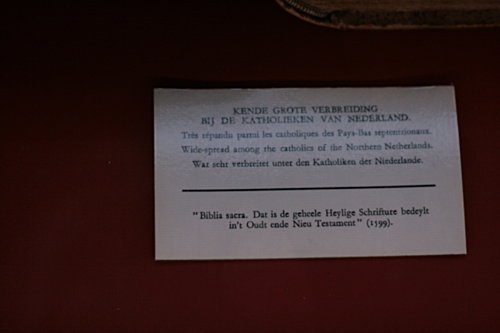 KENDE GROTE VERBREIDING
BIJ DE KATHOLIEKEN VAN NEDERLAND.
Très répandu parmi les catholiques des Pays-Bas septentrionaux.
Wide-spread among the catholics of the Northern Netherlands.
War sehr verbreitet unter den Katholiken der Niederlande.
"Biblia sacra. Dat is de geheele Heylige Schrifture bedeylt
in't Oudt ende Nieu Testament" (1599).